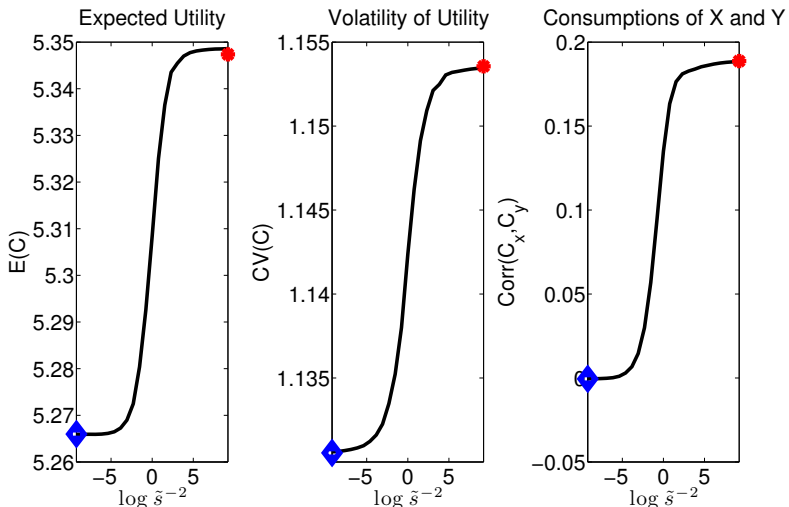 Expected Utility
5.35
5.34
5.33
5.32
5.31
5.3
5.29
5.28
5.27
5.26
E(C)
−5 0 5
log s̃⁻²
Volatility of Utility
1.155
1.15
1.145
1.14
1.135
CV(C)
−5 0 5
log s̃⁻²
Consumptions of X and Y
0.2
0.15
0.1
0.05
0
−0.05
Corr(C_x,C_y)
−5 0 5
log s̃⁻²